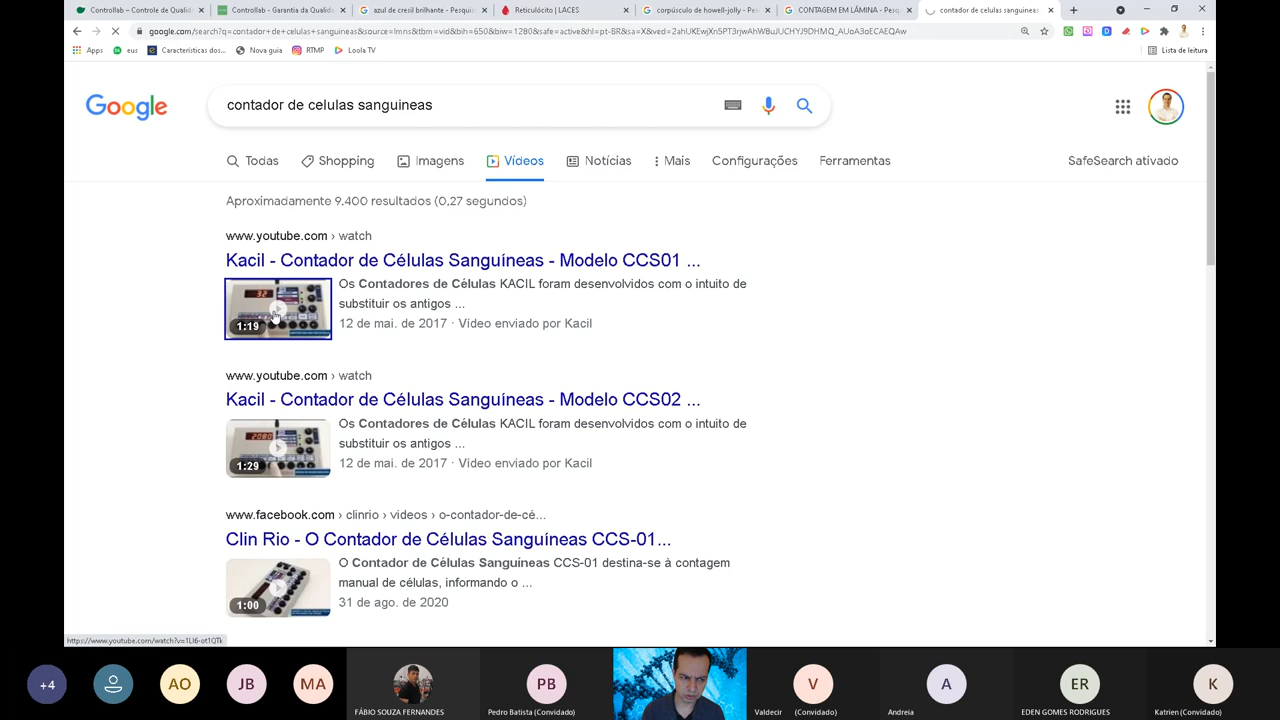 Controllab – Controle de Qualid
Controllab - Garantia da Qualida
azul de cresil brilhante - Pesquis
Reticulócito | LACES
corpúsculo de howell-jolly - Pes
CONTAGEM EM LÂMINA - Pesq
contador de celulas sanguineas
Apps
eus
Características dos...
Nova guia
RTMP
Loola TV
Lista de leitura
Google
contador de celulas sanguineas
Todas
Shopping
Imagens
Vídeos
Notícias
Mais
Configurações
Ferramentas
SafeSearch ativado
Aproximadamente 9.400 resultados (0,27 segundos)
www.youtube.com › watch
Kacil - Contador de Células Sanguíneas - Modelo CCS01 ...
1:19
Os Contadores de Células KACIL foram desenvolvidos com o intuito de
substituir os antigos ...
12 de mai. de 2017 · Vídeo enviado por Kacil
www.youtube.com › watch
Kacil - Contador de Células Sanguíneas - Modelo CCS02 ...
1:29
Os Contadores de Células KACIL foram desenvolvidos com o intuito de
substituir os antigos ...
12 de mai. de 2017 · Vídeo enviado por Kacil
www.facebook.com › clinrio › videos › o-contador-de-cé...
Clin Rio - O Contador de Células Sanguíneas CCS-01...
1:00
O Contador de Células Sanguíneas CCS-01 destina-se à contagem
manual de células, informando o ...
31 de ago. de 2020
+4
AO
JB
MA
FÁBIO SOUZA FERNANDES
PB
Pedro Batista (Convidado)
V
Valdecir (Convidado)
A
Andreia
ER
EDEN GOMES RODRIGUES
K
Katrien (Convidado)